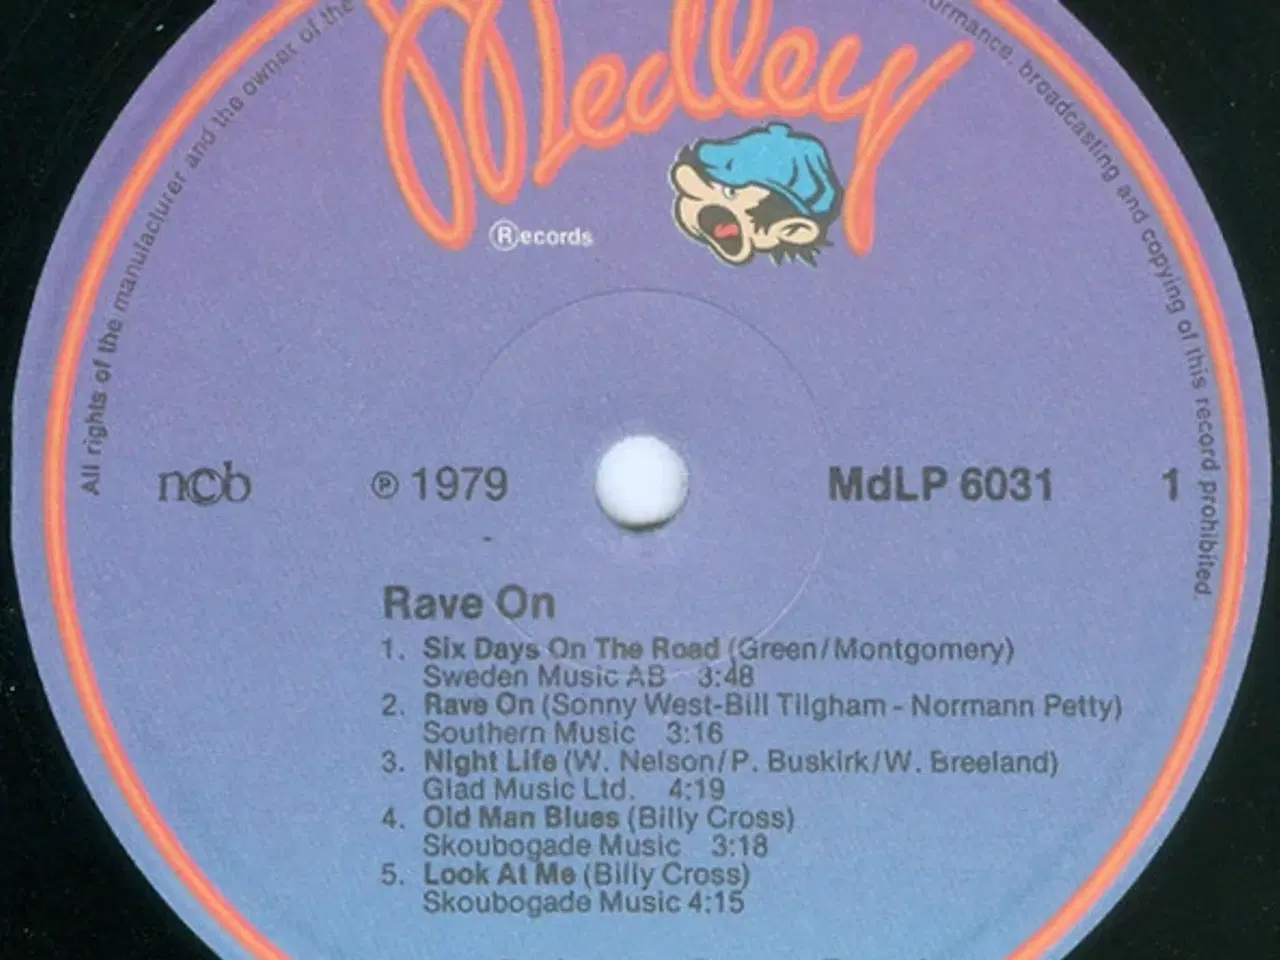 Medley
Records
All rights of the manufacturer and the owner of the
ormance, broadcasting and copying of this record prohibited.
ncb
℗ 1979
MdLP 6031
1
Rave On
1. Six Days On The Road (Green/Montgomery)
Sweden Music AB 3:48
2. Rave On (Sonny West-Bill Tilgham - Normann Petty)
Southern Music 3:16
3. Night Life (W. Nelson/P. Buskirk/W. Breeland)
Glad Music Ltd. 4:19
4. Old Man Blues (Billy Cross)
Skoubogade Music 3:18
5. Look At Me (Billy Cross)
Skoubogade Music 4:15